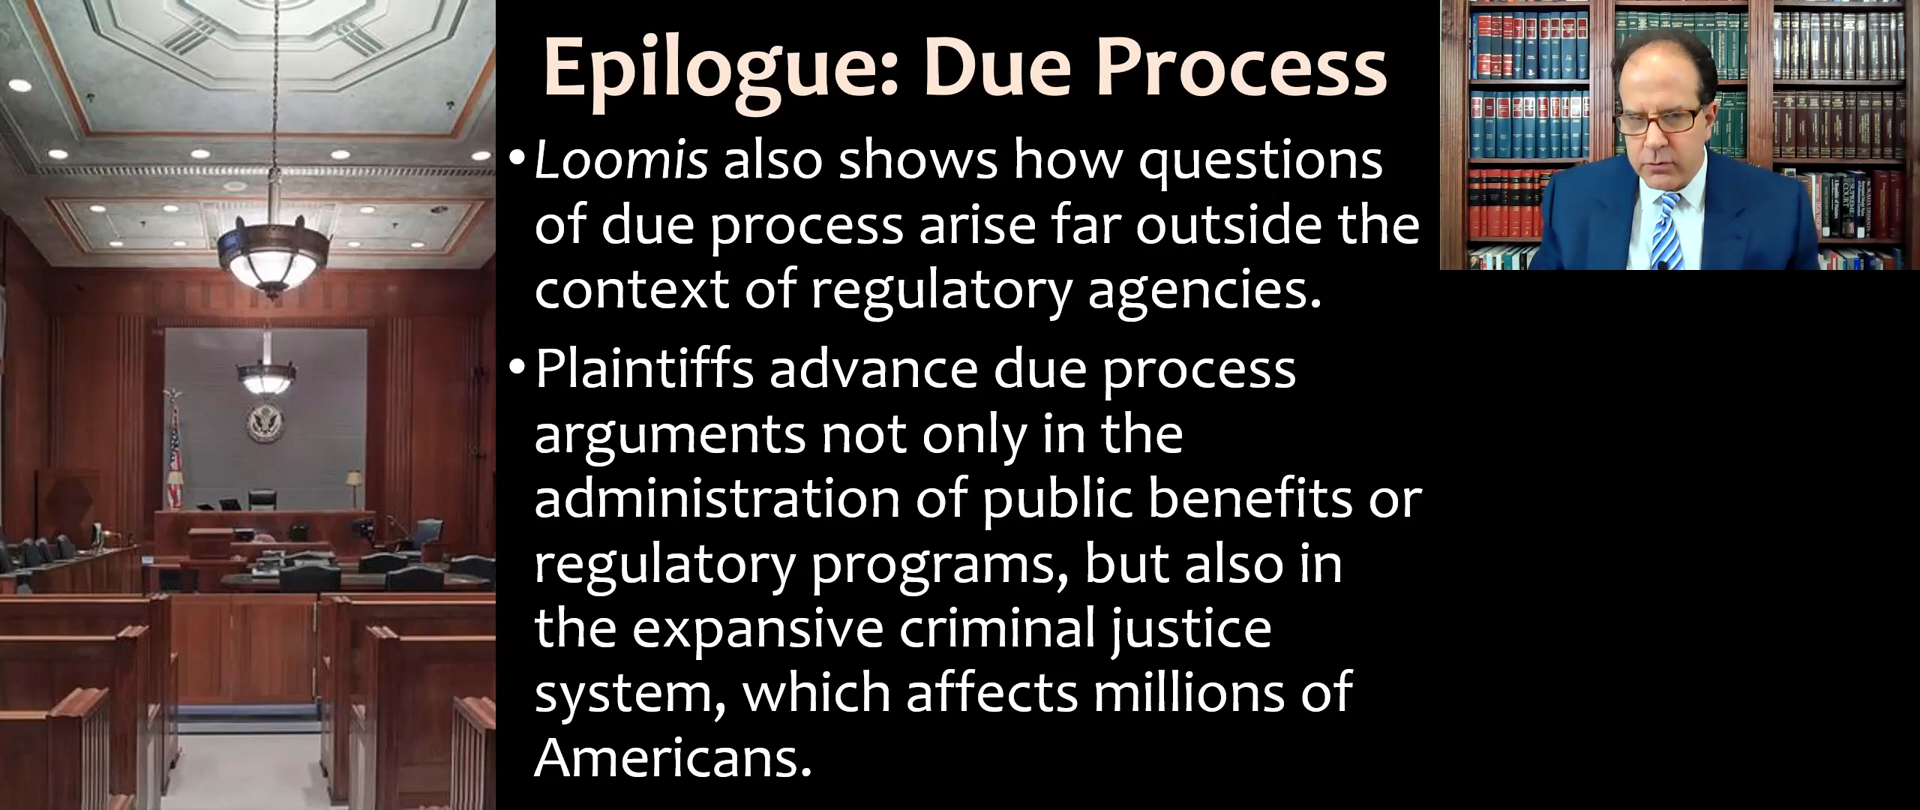 Epilogue: Due Process
•Loomis also shows how questions
of due process arise far outside the
context of regulatory agencies.
•Plaintiffs advance due process
arguments not only in the
administration of public benefits or
regulatory programs, but also in
the expansive criminal justice
system, which affects millions of
Americans.